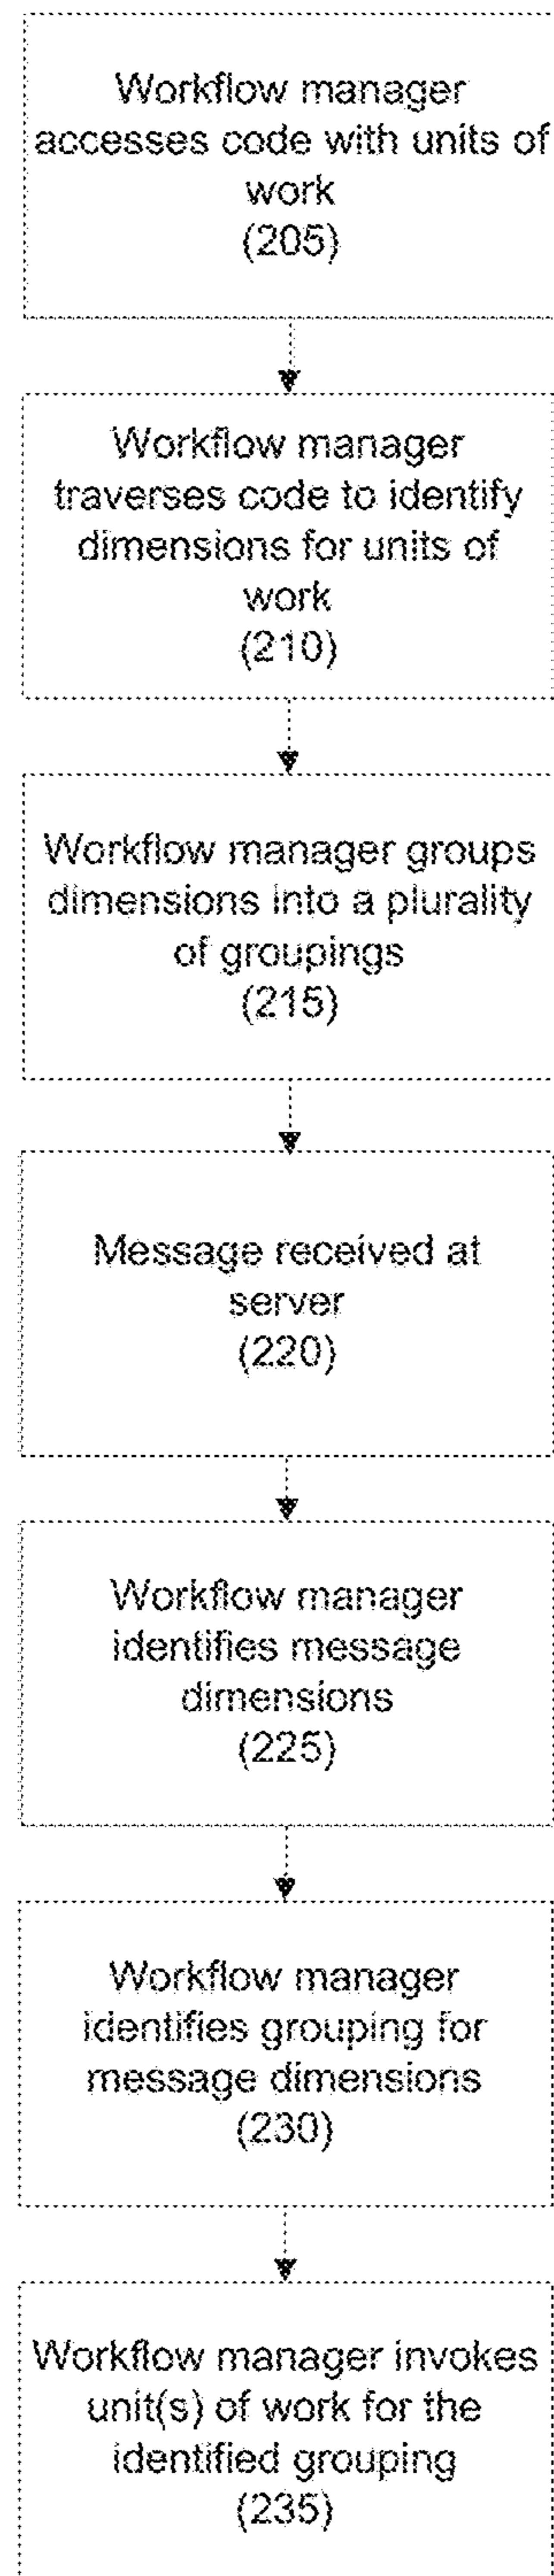 Workflow manager
accesses code with units of
work
(205)
Workflow manager
traverses code to identify
dimensions for units of
work
(210)
Workflow manager groups
dimensions into a plurality
of groupings
(215)
Message received at
server
(220)
Workflow manager
identifies message
dimensions
(225)
Workflow manager
identifies grouping for
message dimensions
(230)
Workflow manager invokes
unit(s) of work for the
identified grouping
(235)